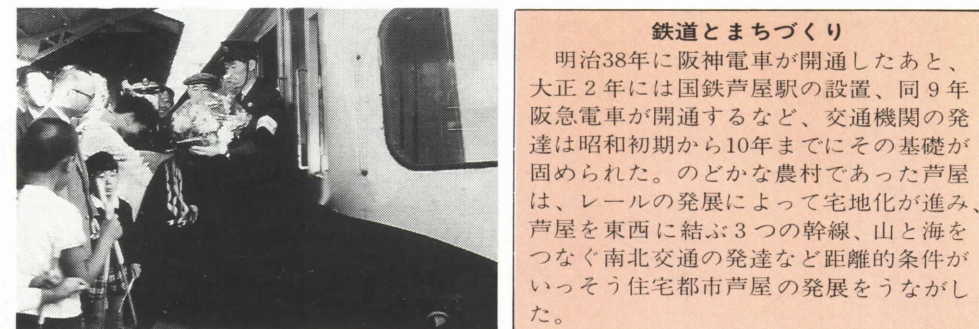 鉄道とまちづくり
明治38年に阪神電車が開通したあと、
大正2年には国鉄芦屋駅の設置、同9年
阪急電車が開通するなど、交通機関の発
達は昭和初期から10年までにその基礎が
固められた。のどかな農村であった芦屋
は、レールの発展によって宅地化が進み、
芦屋を東西に結ぶ3つの幹線、山と海を
つなぐ南北交通の発達など距離的条件が
いっそう住宅都市芦屋の発展をうながし
た。